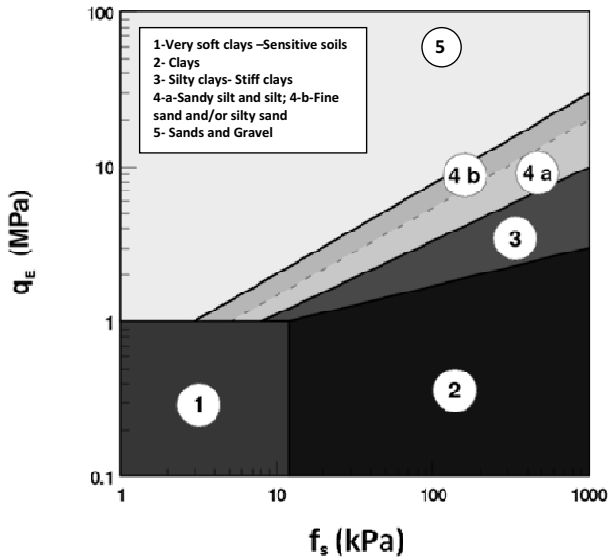 100
1-Very soft clays –Sensitive soils
2- Clays
3- Silty clays- Stiff clays
4-a-Sandy silt and silt; 4-b-Fine
sand and/or silty sand
5- Sands and Gravel
5
10
4 b
4 a
3
qE (MPa)
1
1
2
0.1
1
10
100
1000
fs (kPa)